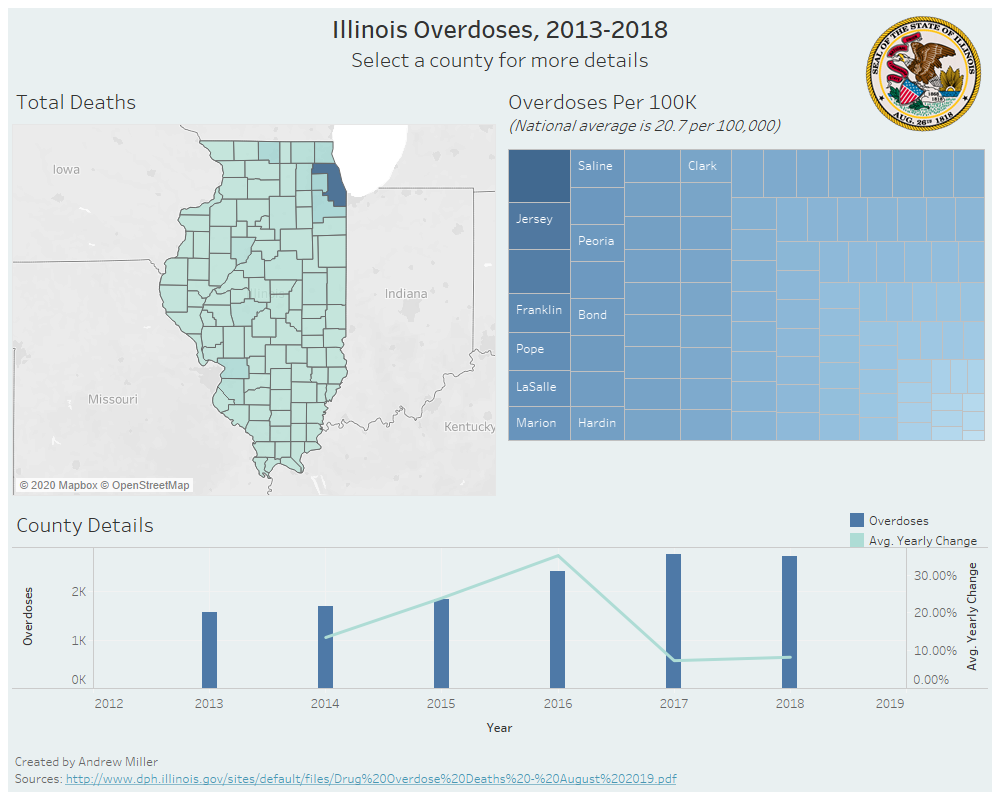 Illinois Overdoses, 2013-2018
Select a county for more details
SEAL OF THE STATE OF ILLINOIS
AUG. 26TH 1818
1868
1818
Total Deaths
Overdoses Per 100K
(National average is 20.7 per 100,000)
Iowa
Indiana
Missouri
Kentucky
© 2020 Mapbox © OpenStreetMap
Saline
Clark
Jersey
Peoria
Franklin
Bond
Pope
LaSalle
Marion
Hardin
County Details
Overdoses
Avg. Yearly Change
Overdoses
2K
1K
0K
30.00%
20.00%
10.00%
0.00%
Avg. Yearly Change
2012 2013 2014 2015 2016 2017 2018 2019
Year
Created by Andrew Miller
Sources: http://www.dph.illinois.gov/sites/default/files/Drug%20Overdose%20Deaths%20-%20August%202019.pdf